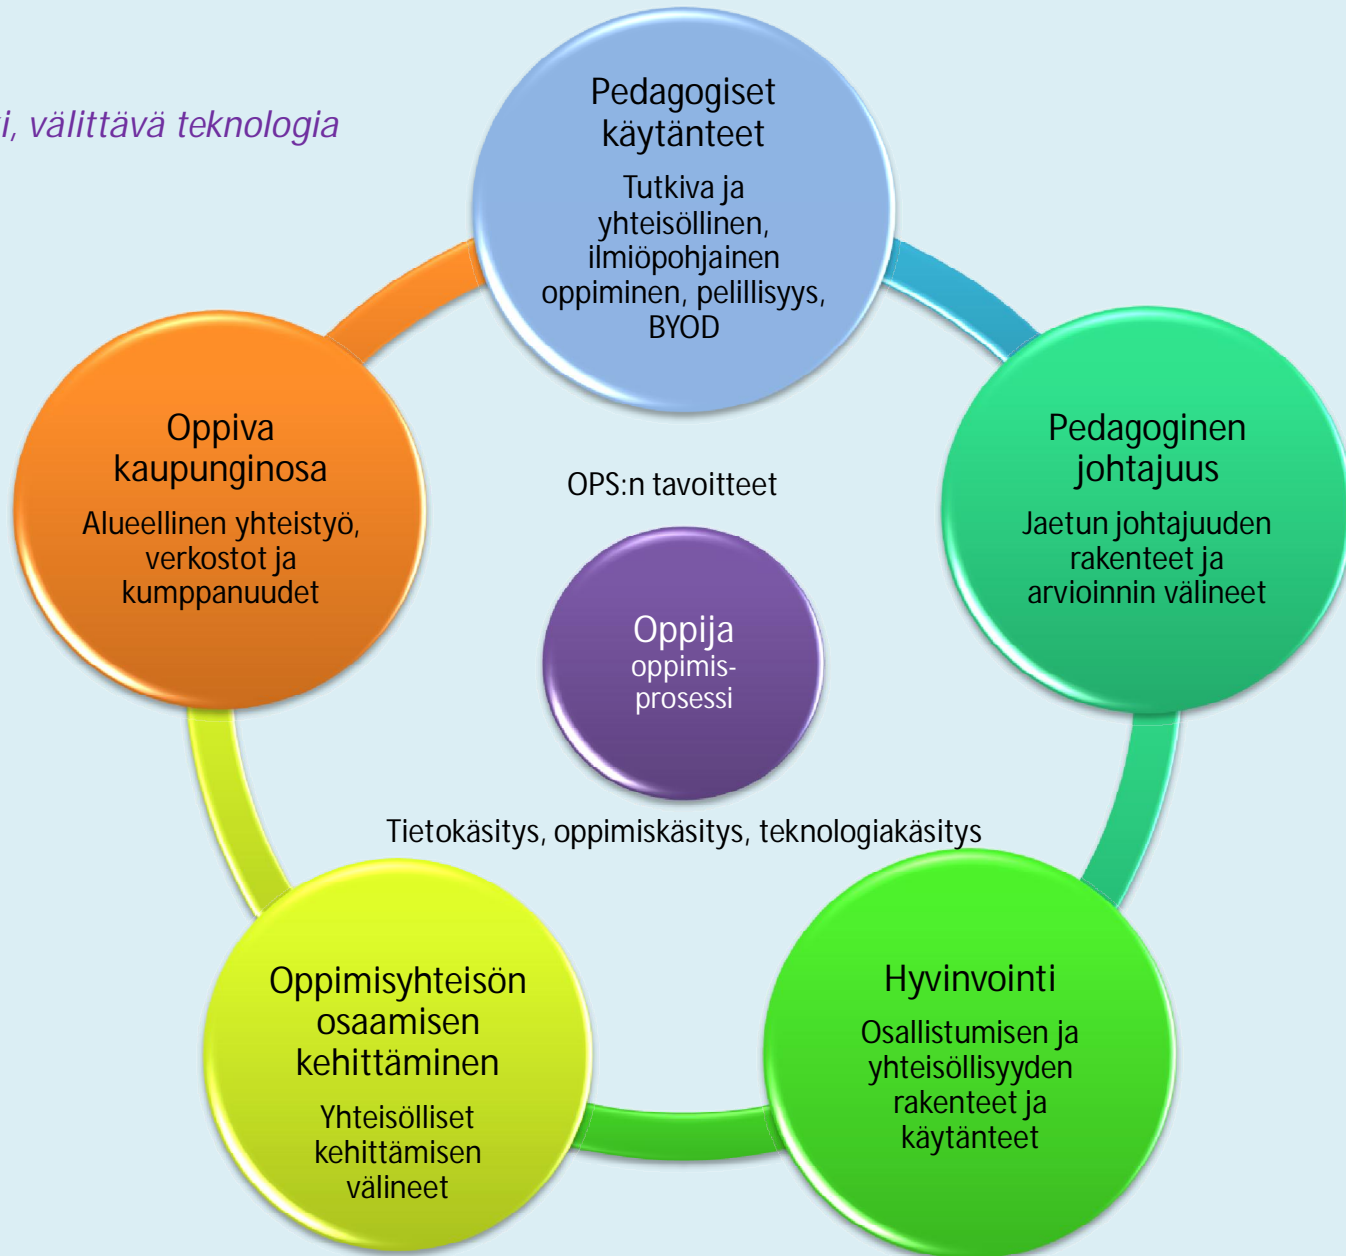 välittävä teknologia
Pedagogiset
käytänteet
Tutkiva ja
yhteisöllinen,
ilmiöpohjainen
oppiminen, pelillisyys,
BYOD
Oppiva
kaupunginosa
Alueellinen yhteistyö,
verkostot ja
kumppanuudet
Pedagoginen
johtajuus
Jaetun johtajuuden
rakenteet ja
arvioinnin välineet
OPS:n tavoitteet
Oppija
oppimis-
prosessi
Tietokäsitys, oppimiskäsitys, teknologiakäsitys
Oppimisyhteisön
osaamisen
kehittäminen
Yhteisölliset
kehittämisen
välineet
Hyvinvointi
Osallistumisen ja
yhteisöllisyyden
rakenteet ja
käytänteet